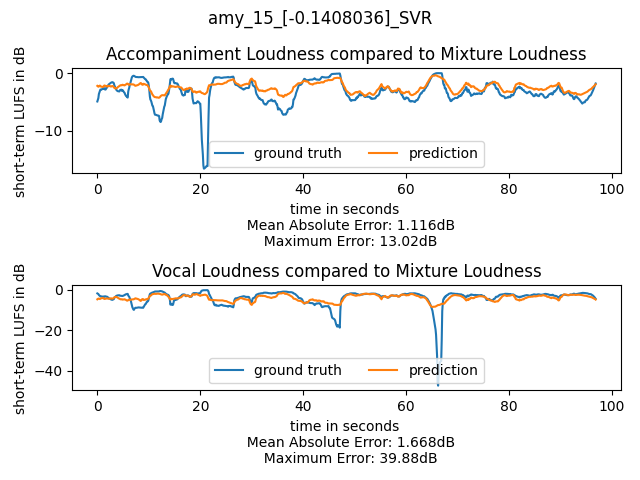 amy_15_[-0.1408036]_SVR
Accompaniment Loudness compared to Mixture Loudness
short-term LUFS in dB
0
−10
ground truth
prediction
0
20
40
60
80
100
time in seconds
Mean Absolute Error: 1.116dB
Maximum Error: 13.02dB
Vocal Loudness compared to Mixture Loudness
short-term LUFS in dB
0
−20
−40
ground truth
prediction
0
20
40
60
80
100
time in seconds
Mean Absolute Error: 1.668dB
Maximum Error: 39.88dB